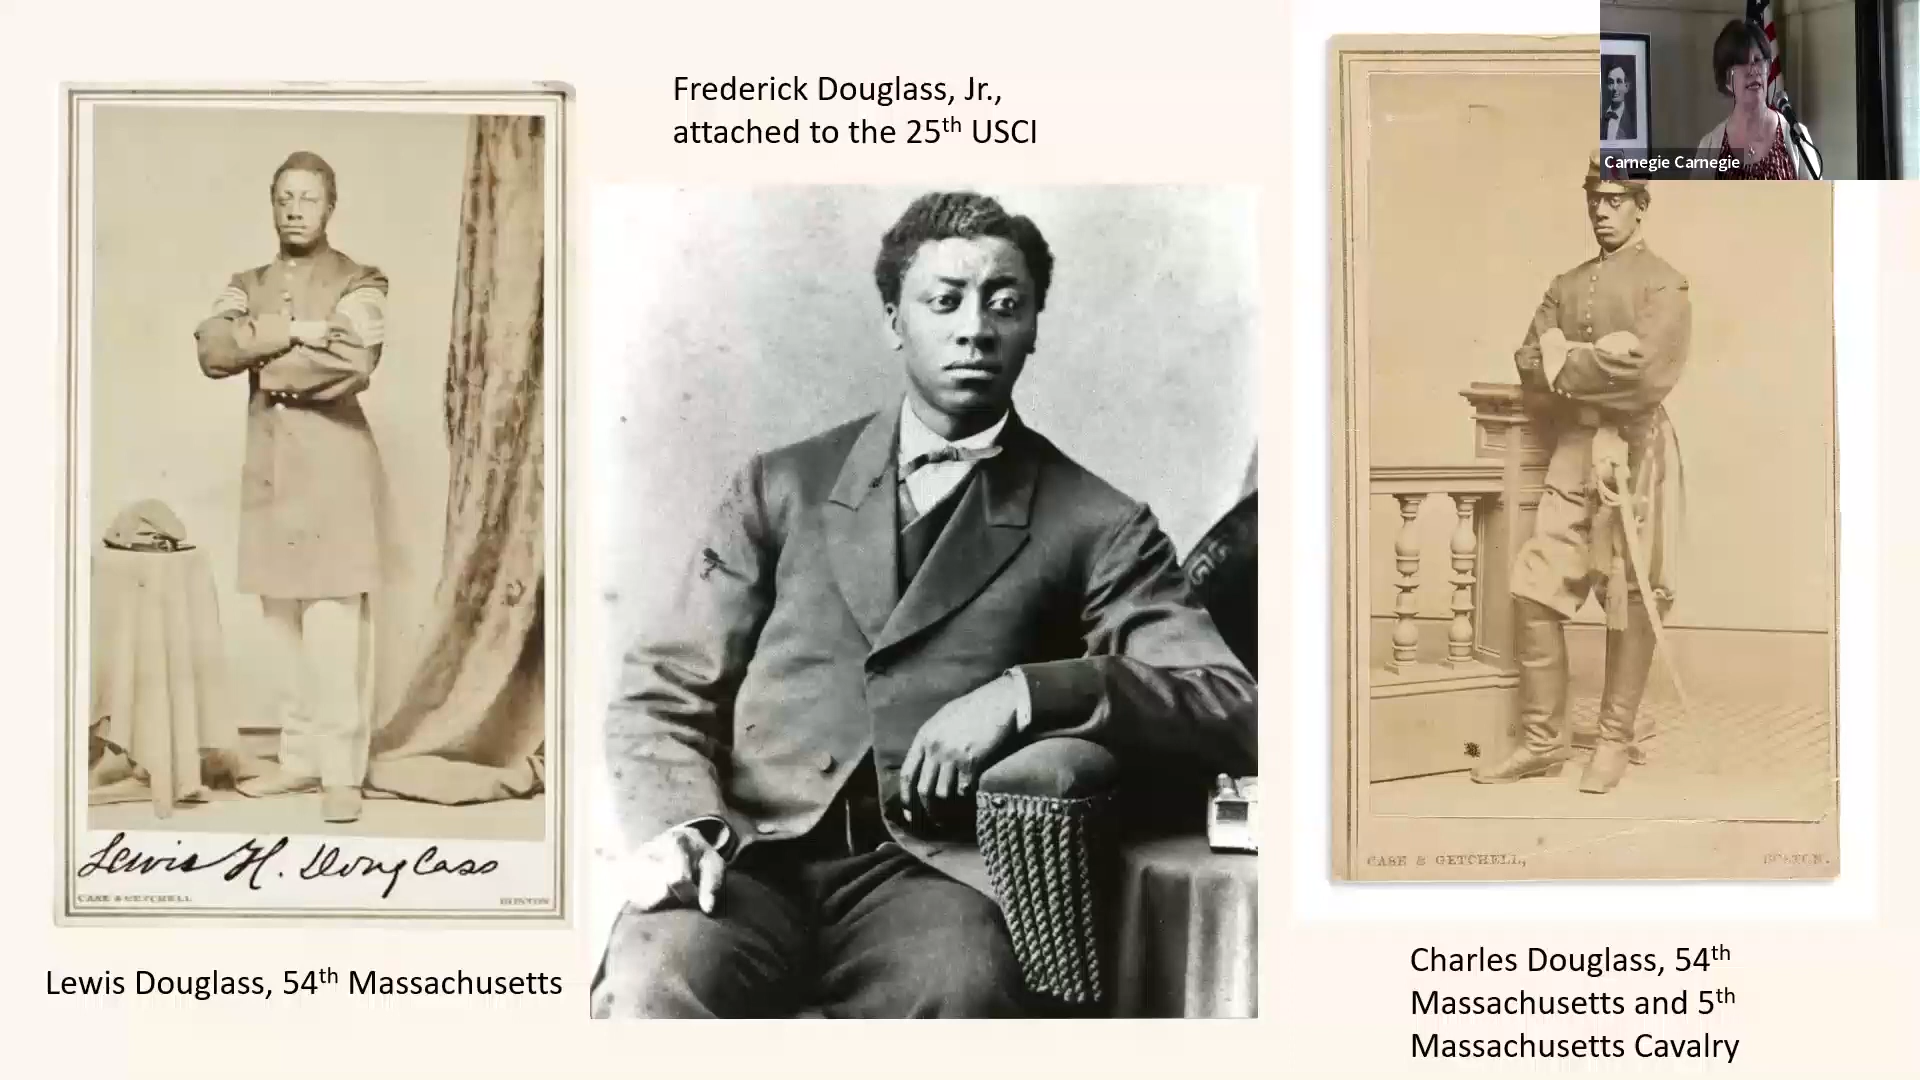 Frederick Douglass, Jr.,
attached to the 25th USCI
Carnegie Carnegie
Lewis H. Douglass
CASE & GETCHELL
BOSTON
CASE & GETCHELL,
BOSTON.
Lewis Douglass, 54th Massachusetts
Charles Douglass, 54th
Massachusetts and 5th
Massachusetts Cavalry